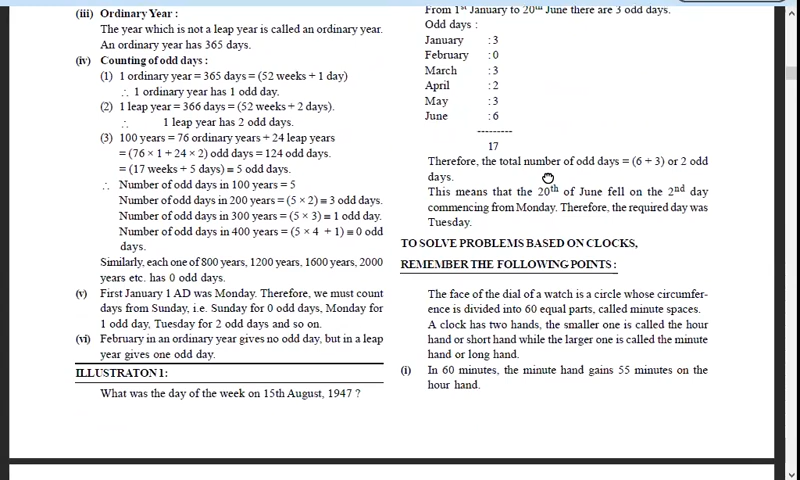 (iii) Ordinary Year :
The year which is not a leap year is called an ordinary year.
An ordinary year has 365 days.
(iv) Counting of odd days :
(1) 1 ordinary year = 365 days = (52 weeks + 1 day)
∴ 1 ordinary year has 1 odd day.
(2) 1 leap year = 366 days = (52 weeks + 2 days).
∴ 1 leap year has 2 odd days.
(3) 100 years = 76 ordinary years + 24 leap years
= (76 × 1 + 24 × 2) odd days = 124 odd days.
= (17 weeks + 5 days) ≡ 5 odd days.
∴ Number of odd days in 100 years = 5
Number of odd days in 200 years = (5 × 2) ≡ 3 odd days.
Number of odd days in 300 years = (5 × 3) ≡ 1 odd day.
Number of odd days in 400 years = (5 × 4 + 1) ≡ 0 odd
days.
Similarly, each one of 800 years, 1200 years, 1600 years, 2000
years etc. has 0 odd days.
(v) First January 1 AD was Monday. Therefore, we must count
days from Sunday, i.e. Sunday for 0 odd days, Monday for
1 odd day, Tuesday for 2 odd days and so on.
(vi) February in an ordinary year gives no odd day, but in a leap
year gives one odd day.
ILLUSTRATON 1:
What was the day of the week on 15th August, 1947 ?
From 1st January to 20th June there are 3 odd days.
Odd days :
January : 3
February : 0
March : 3
April : 2
May : 3
June : 6
---------
17
Therefore, the total number of odd days = (6 + 3) or 2 odd
days.
This means that the 20th of June fell on the 2nd day
commencing from Monday. Therefore, the required day was
Tuesday.
TO SOLVE PROBLEMS BASED ON CLOCKS,
REMEMBER THE FOLLOWING POINTS :
The face of the dial of a watch is a circle whose circumfer-
ence is divided into 60 equal parts, called minute spaces.
A clock has two hands, the smaller one is called the hour
hand or short hand while the larger one is called the minute
hand or long hand.
(i) In 60 minutes, the minute hand gains 55 minutes on the
hour hand.